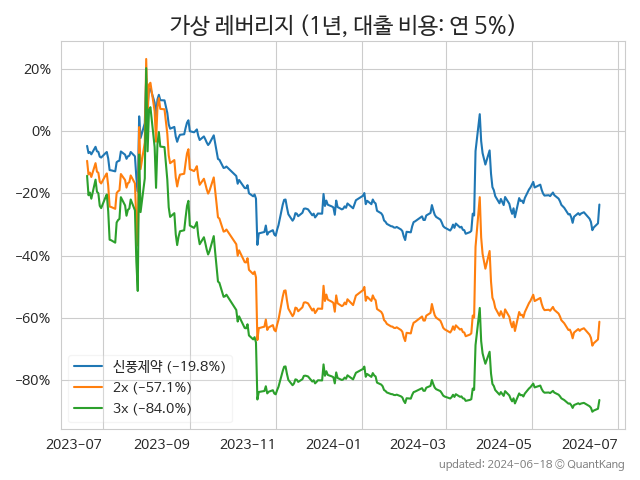 가상 레버리지 (1년, 대출 비용: 연 5%)
20%
0%
−20%
−40%
−60%
−80%
신풍제약 (−19.8%)
2x (−57.1%)
3x (−84.0%)
2023-07
2023-09
2023-11
2024-01
2024-03
2024-05
2024-07
updated: 2024-06-18 © QuantKang